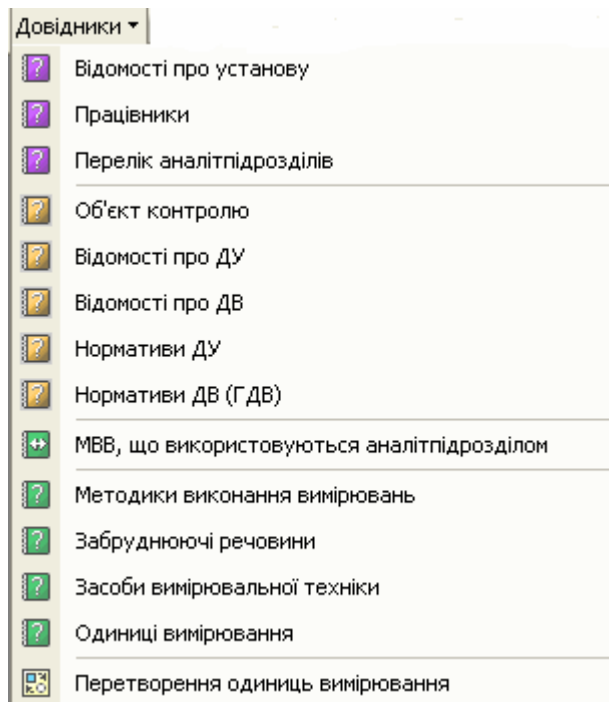 Довідники
Відомості про установу
Працівники
Перелік аналітпідрозділів
Об'єкт контролю
Відомості про ДУ
Відомості про ДВ
Нормативи ДУ
Нормативи ДВ (ГДВ)
МВВ, що використовуються аналітпідрозділом
Методики виконання вимірювань
Забруднюючі речовини
Засоби вимірювальної техніки
Одиниці вимірювання
Перетворення одиниць вимірювання